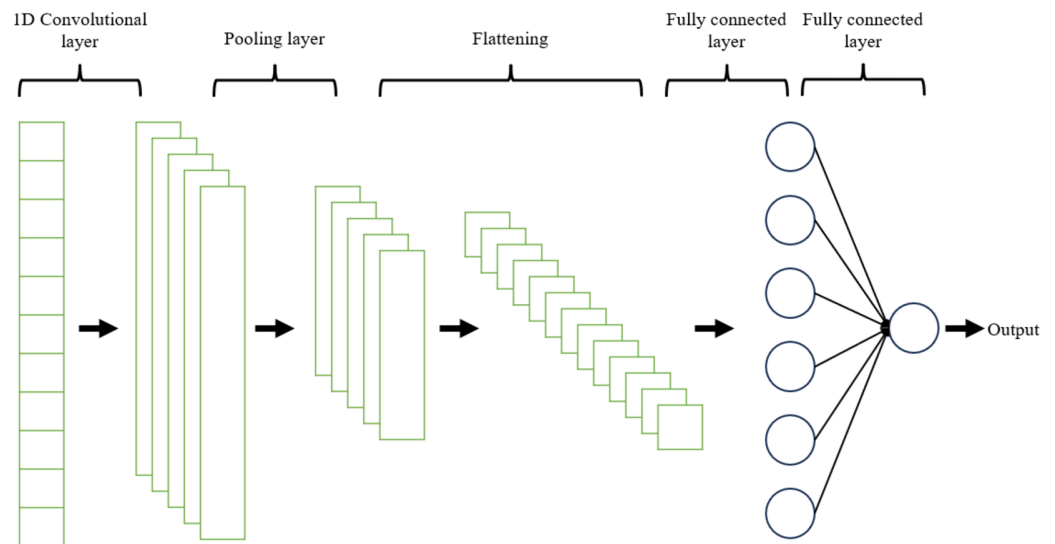 1D Convolutional
layer
Pooling layer
Flattening
Fully connected
layer
Fully connected
layer
Output